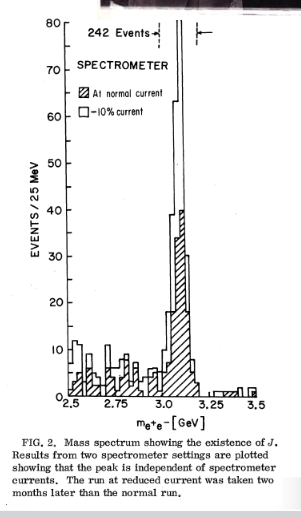 80
242 Events
70
SPECTROMETER
At normal current
60
-10% current
50
EVENTS / 25 MeV
40
30
20
10
0
2.5 2.75 3.0 3.25 3.5
me+e- [GeV]
FIG. 2. Mass spectrum showing the existence of J.
Results from two spectrometer settings are plotted
showing that the peak is independent of spectrometer
currents. The run at reduced current was taken two
months later than the normal run.